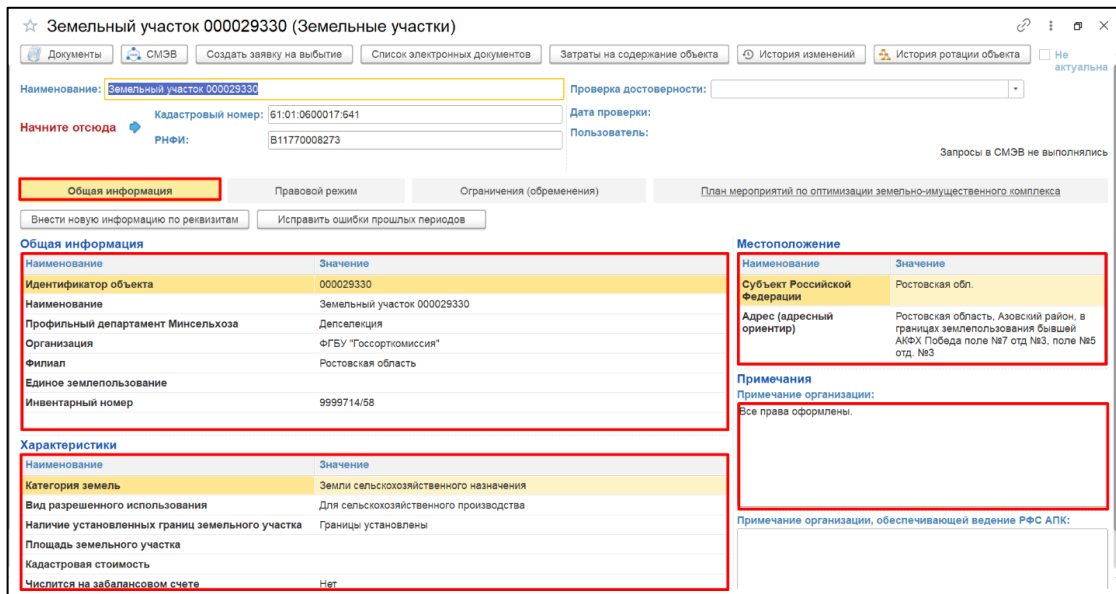 Земельный участок 000029330 (Земельные участки)
Документы СМЭВ Создать заявку на выбытие Список электронных документов Затраты на содержание объекта История изменений История ротации объекта Не
актуальна
Наименование: Земельный участок 000029330 Проверка достоверности:
Начните отсюда Кадастровый номер: 61:01:0600017:641 Дата проверки:
РНФИ: В11770008273 Пользователь:
Запросы в СМЭВ не выполнялись
Общая информация Правовой режим Ограничения (обременения) План мероприятий по оптимизации земельно-имущественного комплекса
Внести новую информацию по реквизитам Исправить ошибки прошлых периодов
Общая информация
Наименование Значение
Идентификатор объекта 000029330
Наименование Земельный участок 000029330
Профильный департамент Минсельхоза Депселекция
Организация ФГБУ "Госсорткомиссия"
Филиал Ростовская область
Единое землепользование
Инвентарный номер 9999714/58
Характеристики
Наименование Значение
Категория земель Земли сельскохозяйственного назначения
Вид разрешенного использования Для сельскохозяйственного производства
Наличие установленных границ земельного участка Границы установлены
Площадь земельного участка
Кадастровая стоимость
Числится на забалансовом счете Нет
Местоположение
Наименование Значение
Субъект Российской Ростовская обл.
Федерации
Адрес (адресный Ростовская область, Азовский район, в
ориентир) границах землепользования бывшей
АКФХ Победа поле №7 отд №3, поле №5
отд. №3
Примечания
Примечание организации:
Все права оформлены.
Примечание организации, обеспечивающей ведение РФС АПК: